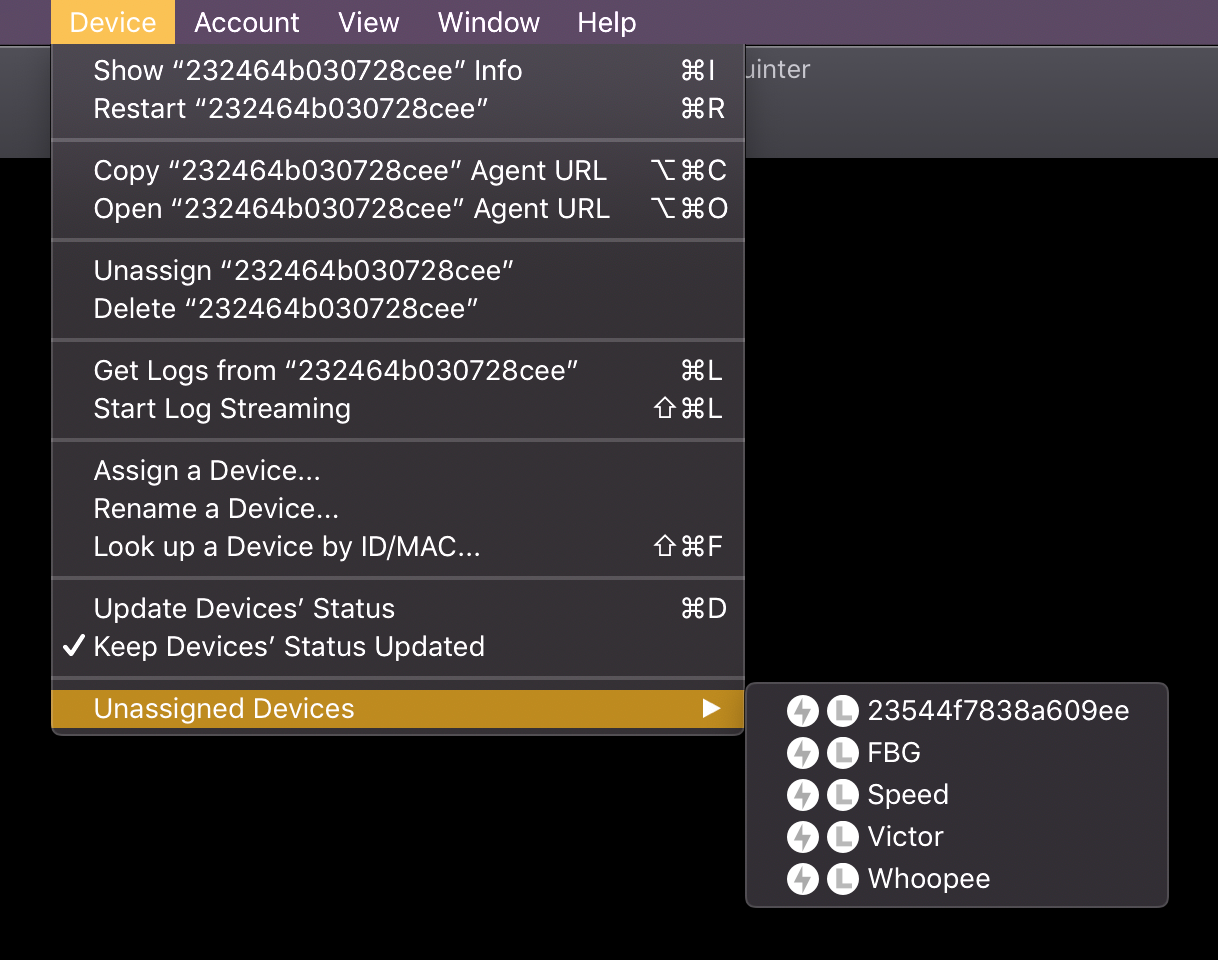 Device Account View Window Help
uinter
Show “232464b030728cee” Info ⌘I
Restart “232464b030728cee” ⌘R
Copy “232464b030728cee” Agent URL ⌥⌘C
Open “232464b030728cee” Agent URL ⌥⌘O
Unassign “232464b030728cee”
Delete “232464b030728cee”
Get Logs from “232464b030728cee” ⌘L
Start Log Streaming ⇧⌘L
Assign a Device...
Rename a Device...
Look up a Device by ID/MAC... ⇧⌘F
Update Devices’ Status ⌘D
✓ Keep Devices’ Status Updated
Unassigned Devices ▶
L 23544f7838a609ee
L FBG
L Speed
L Victor
L Whoopee